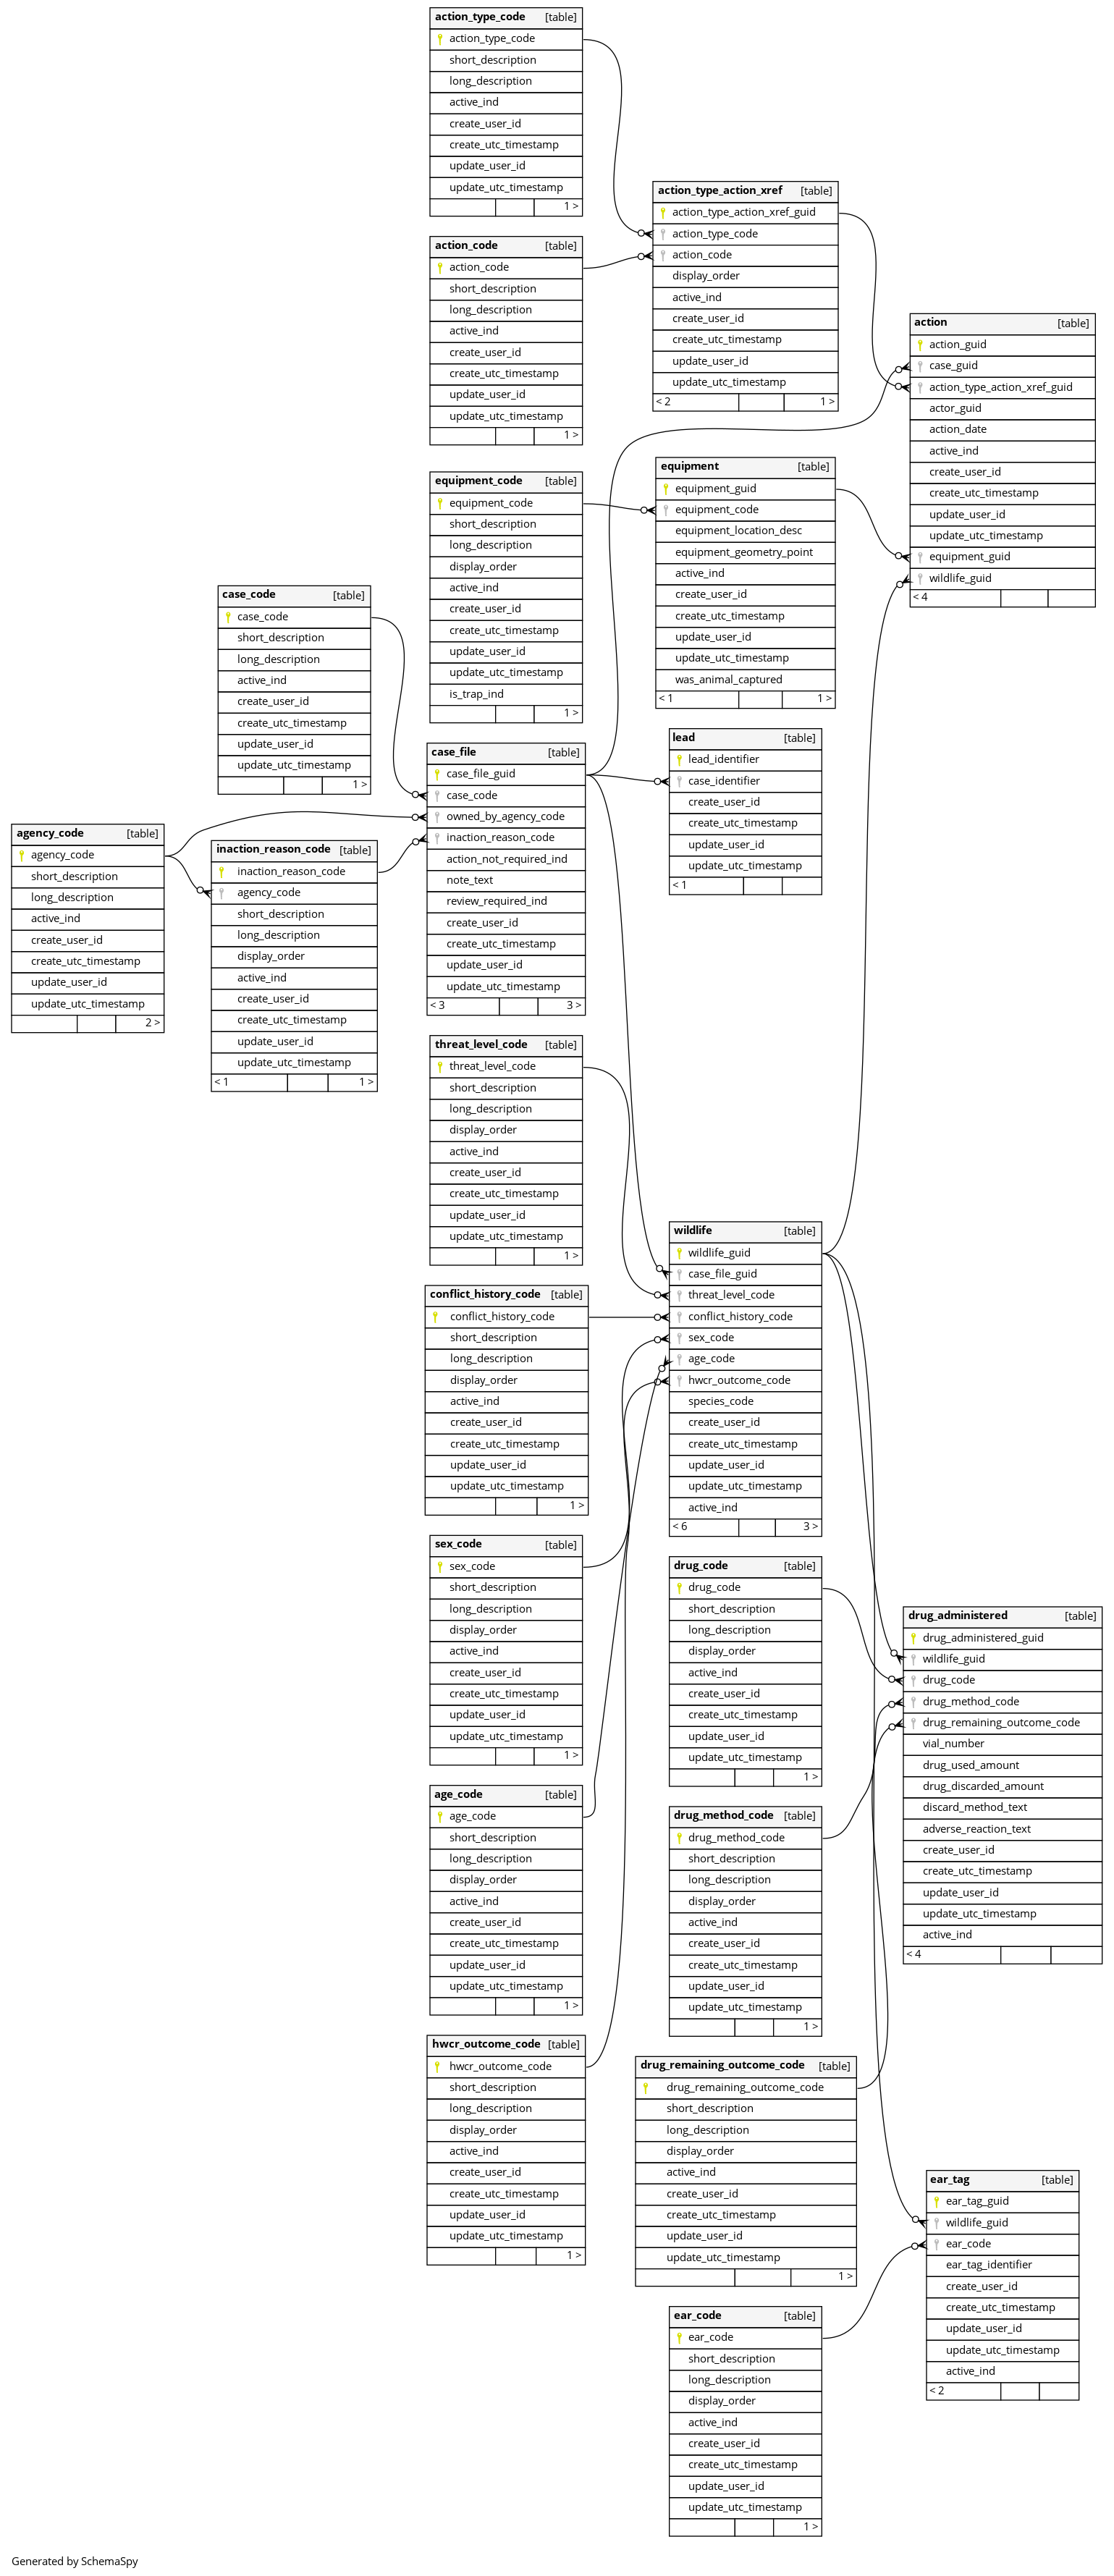 action_type_code [table]
action_type_code
short_description
long_description
active_ind
create_user_id
create_utc_timestamp
update_user_id
update_utc_timestamp
1 >
action_type_action_xref [table]
action_type_action_xref_guid
action_type_code
action_code
display_order
active_ind
create_user_id
create_utc_timestamp
update_user_id
update_utc_timestamp
< 2 1 >
action_code [table]
action_code
short_description
long_description
active_ind
create_user_id
create_utc_timestamp
update_user_id
update_utc_timestamp
1 >
action [table]
action_guid
case_guid
action_type_action_xref_guid
actor_guid
action_date
active_ind
create_user_id
create_utc_timestamp
update_user_id
update_utc_timestamp
equipment_guid
wildlife_guid
< 4
equipment_code [table]
equipment_code
short_description
long_description
display_order
active_ind
create_user_id
create_utc_timestamp
update_user_id
update_utc_timestamp
is_trap_ind
1 >
equipment [table]
equipment_guid
equipment_code
equipment_location_desc
equipment_geometry_point
active_ind
create_user_id
create_utc_timestamp
update_user_id
update_utc_timestamp
was_animal_captured
< 1 1 >
case_code [table]
case_code
short_description
long_description
active_ind
create_user_id
create_utc_timestamp
update_user_id
update_utc_timestamp
1 >
lead [table]
lead_identifier
case_identifier
create_user_id
create_utc_timestamp
update_user_id
update_utc_timestamp
< 1
case_file [table]
case_file_guid
case_code
owned_by_agency_code
inaction_reason_code
action_not_required_ind
note_text
review_required_ind
create_user_id
create_utc_timestamp
update_user_id
update_utc_timestamp
< 3 3 >
agency_code [table]
agency_code
short_description
long_description
active_ind
create_user_id
create_utc_timestamp
update_user_id
update_utc_timestamp
2 >
inaction_reason_code [table]
inaction_reason_code
agency_code
short_description
long_description
display_order
active_ind
create_user_id
create_utc_timestamp
update_user_id
update_utc_timestamp
< 1 1 >
threat_level_code [table]
threat_level_code
short_description
long_description
display_order
active_ind
create_user_id
create_utc_timestamp
update_user_id
update_utc_timestamp
1 >
wildlife [table]
wildlife_guid
case_file_guid
threat_level_code
conflict_history_code
sex_code
age_code
hwcr_outcome_code
species_code
create_user_id
create_utc_timestamp
update_user_id
update_utc_timestamp
active_ind
< 6 3 >
conflict_history_code [table]
conflict_history_code
short_description
long_description
display_order
active_ind
create_user_id
create_utc_timestamp
update_user_id
update_utc_timestamp
1 >
sex_code [table]
sex_code
short_description
long_description
display_order
active_ind
create_user_id
create_utc_timestamp
update_user_id
update_utc_timestamp
1 >
drug_code [table]
drug_code
short_description
long_description
display_order
active_ind
create_user_id
create_utc_timestamp
update_user_id
update_utc_timestamp
1 >
drug_administered [table]
drug_administered_guid
wildlife_guid
drug_code
drug_method_code
drug_remaining_outcome_code
vial_number
drug_used_amount
drug_discarded_amount
discard_method_text
adverse_reaction_text
create_user_id
create_utc_timestamp
update_user_id
update_utc_timestamp
active_ind
< 4
age_code [table]
age_code
short_description
long_description
display_order
active_ind
create_user_id
create_utc_timestamp
update_user_id
update_utc_timestamp
1 >
drug_method_code [table]
drug_method_code
short_description
long_description
display_order
active_ind
create_user_id
create_utc_timestamp
update_user_id
update_utc_timestamp
1 >
hwcr_outcome_code [table]
hwcr_outcome_code
short_description
long_description
display_order
active_ind
create_user_id
create_utc_timestamp
update_user_id
update_utc_timestamp
1 >
drug_remaining_outcome_code [table]
drug_remaining_outcome_code
short_description
long_description
display_order
active_ind
create_user_id
create_utc_timestamp
update_user_id
update_utc_timestamp
1 >
ear_tag [table]
ear_tag_guid
wildlife_guid
ear_code
ear_tag_identifier
create_user_id
create_utc_timestamp
update_user_id
update_utc_timestamp
active_ind
< 2
ear_code [table]
ear_code
short_description
long_description
display_order
active_ind
create_user_id
create_utc_timestamp
update_user_id
update_utc_timestamp
1 >
Generated by SchemaSpy